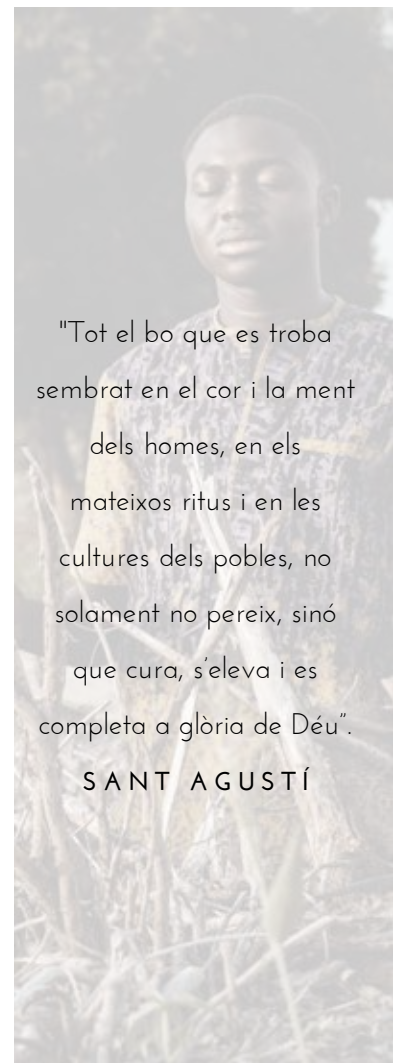 "Tot el bo que es troba
sembrat en el cor i la ment
dels homes, en els
mateixos ritus i en les
cultures dels pobles, no
solament no pereix, sinó
que cura, s'eleva i es
completa a glòria de Déu”.
SANT AGUSTÍ